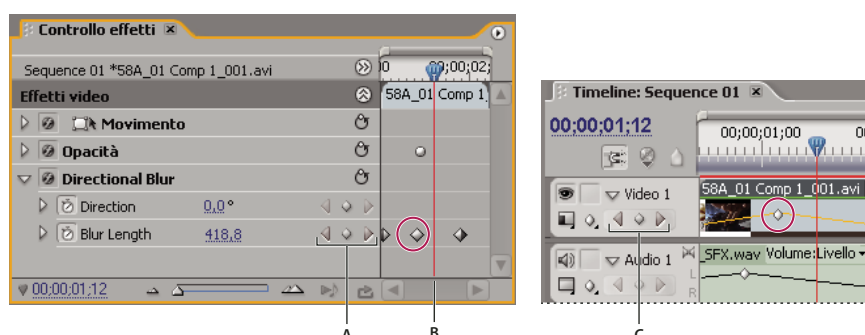 Controllo effetti
Sequence 01 *58A_01 Comp 1_001.avi
00;00;02;
Effetti video
58A_01 Comp 1_
Movimento
Opacità
Directional Blur
Direction 0,0°
Blur Length 418,8
00;00;01;12
A
B
Timeline: Sequence 01
00;00;01;12
00;00;01;00
Video 1
58A_01 Comp 1_001.avi
Audio 1
_SFX.wav Volume:Livello
L
R
C